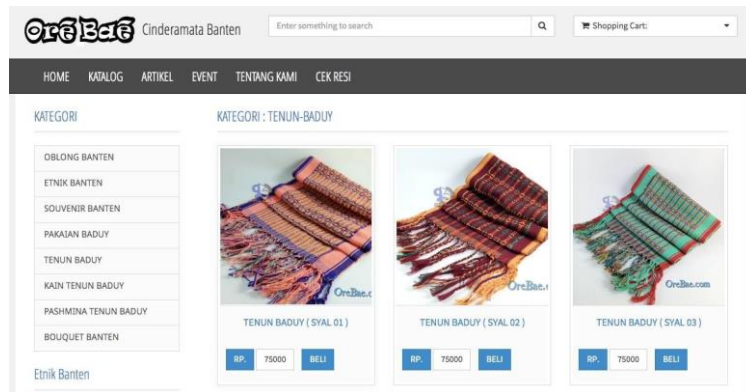 Orē Baē Cinderamata Banten
Enter something to search
Shopping Cart:
HOME KATALOG ARTIKEL EVENT TENTANG KAMI CEK RESI
KATEGORI
OBLONG BANTEN
ETNIK BANTEN
SOUVENIR BANTEN
PAKAIAN BADUY
TENUN BADUY
KAIN TENUN BADUY
PASHMINA TENUN BADUY
BOUQUET BANTEN
Etnik Banten
KATEGORI : TENUN-BADUY
OreBae.c
TENUN BADUY ( SYAL 01 )
RP. 75000 BELI
OreBae.
TENUN BADUY ( SYAL 02 )
RP. 75000 BELI
OreBae.com
TENUN BADUY ( SYAL 03 )
RP. 75000 BELI